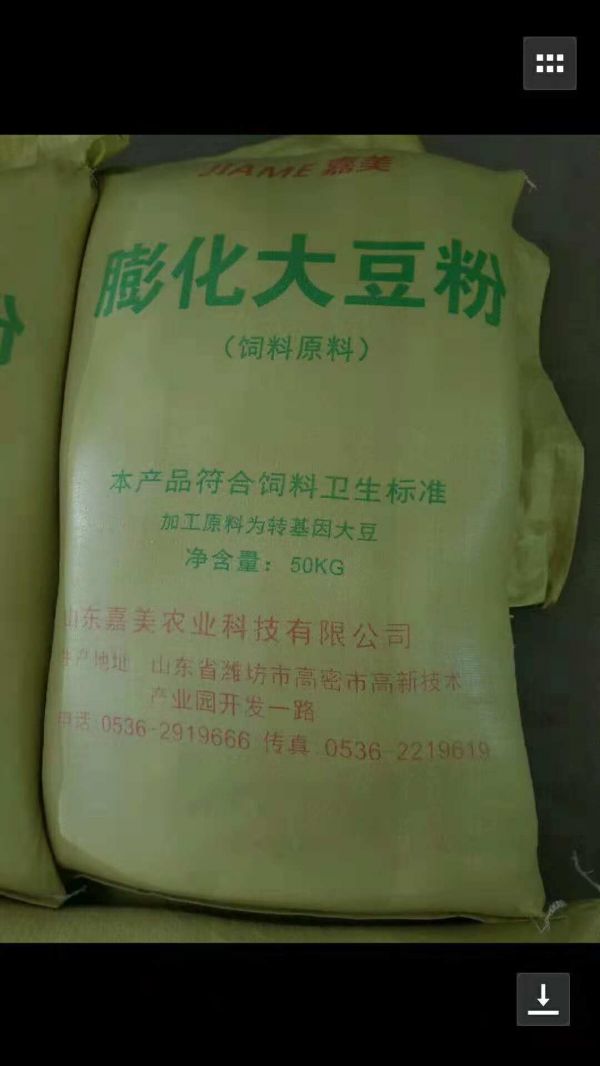 JIAME 嘉美
膨化大豆粉
（饲料原料）
本产品符合饲料卫生标准
加工原料为转基因大豆
净含量：50KG
山东嘉美农业科技有限公司
生产地址 山东省潍坊市高密市高新技术
产业园开发一路
电话 0536-2919666 传真 0536-2219619